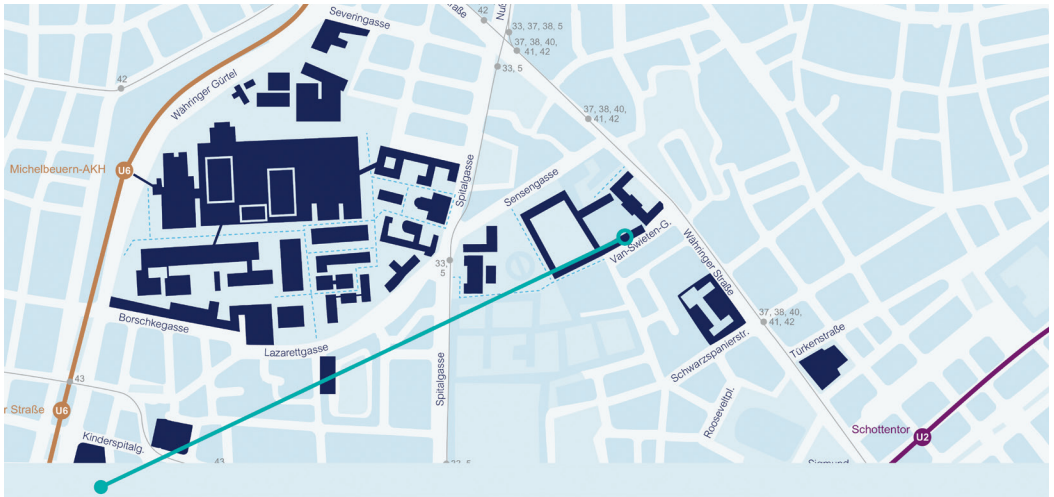 Severingasse
42
33, 37, 38, 5
37, 38, 40,
41, 42
33, 5
42
Währinger Gürtel
37, 38, 40,
41, 42
Michelbeuern-AKH
U6
Spitalgasse
Sensengasse
Van-Swieten-G.
Währinger Straße
33,
5
Borschkegasse
Lazarettgasse
37, 38, 40,
41, 42
Türkenstraße
Schwarzspanierstr.
Spitalgasse
43
r Straße
U6
Rooseveltpl.
Schottentor
U2
Kinderspitalg.
43